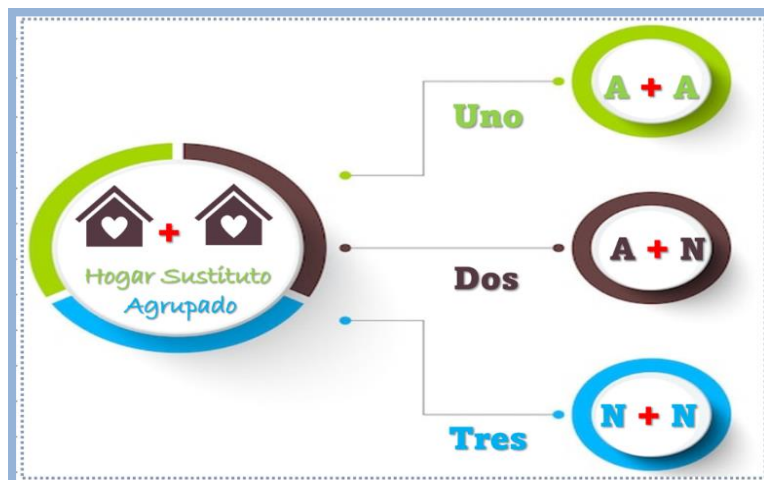 +
Hogar Sustituto
Agrupado
Uno
A + A
Dos
A + N
Tres
N + N